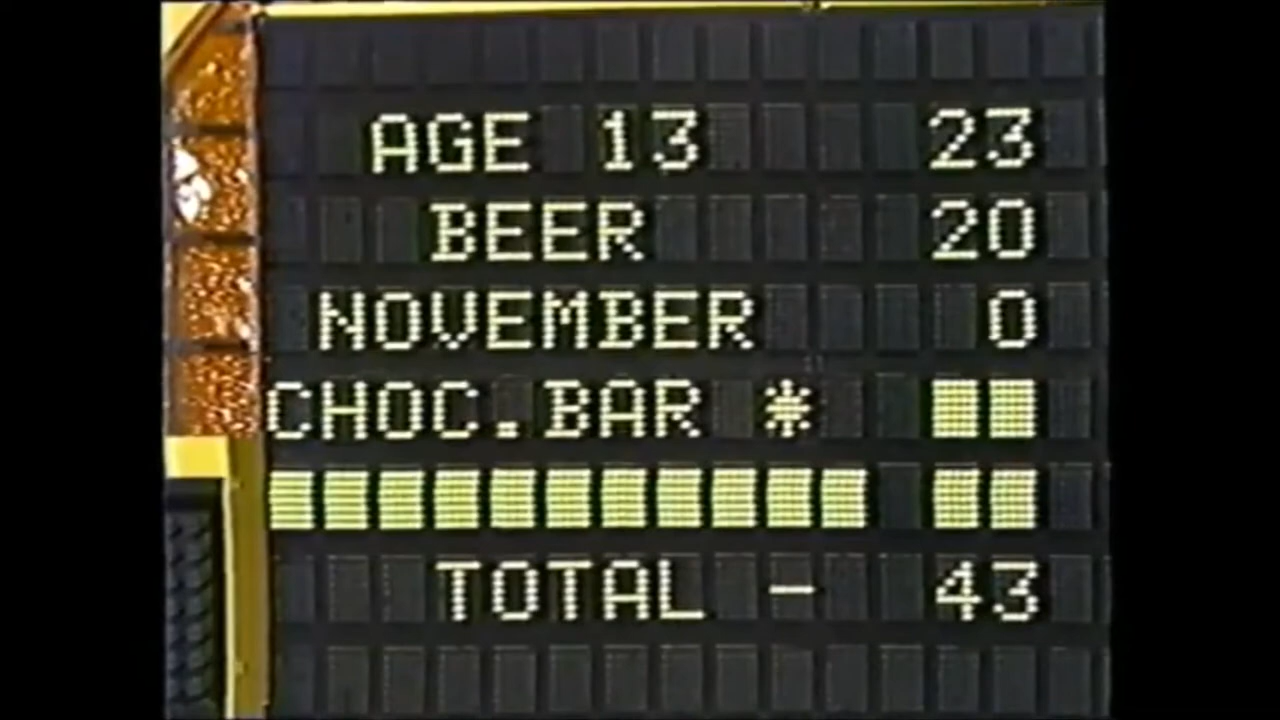 AGE 13 23
BEER 20
NOVEMBER 0
CHOC.BAR *
TOTAL - 43